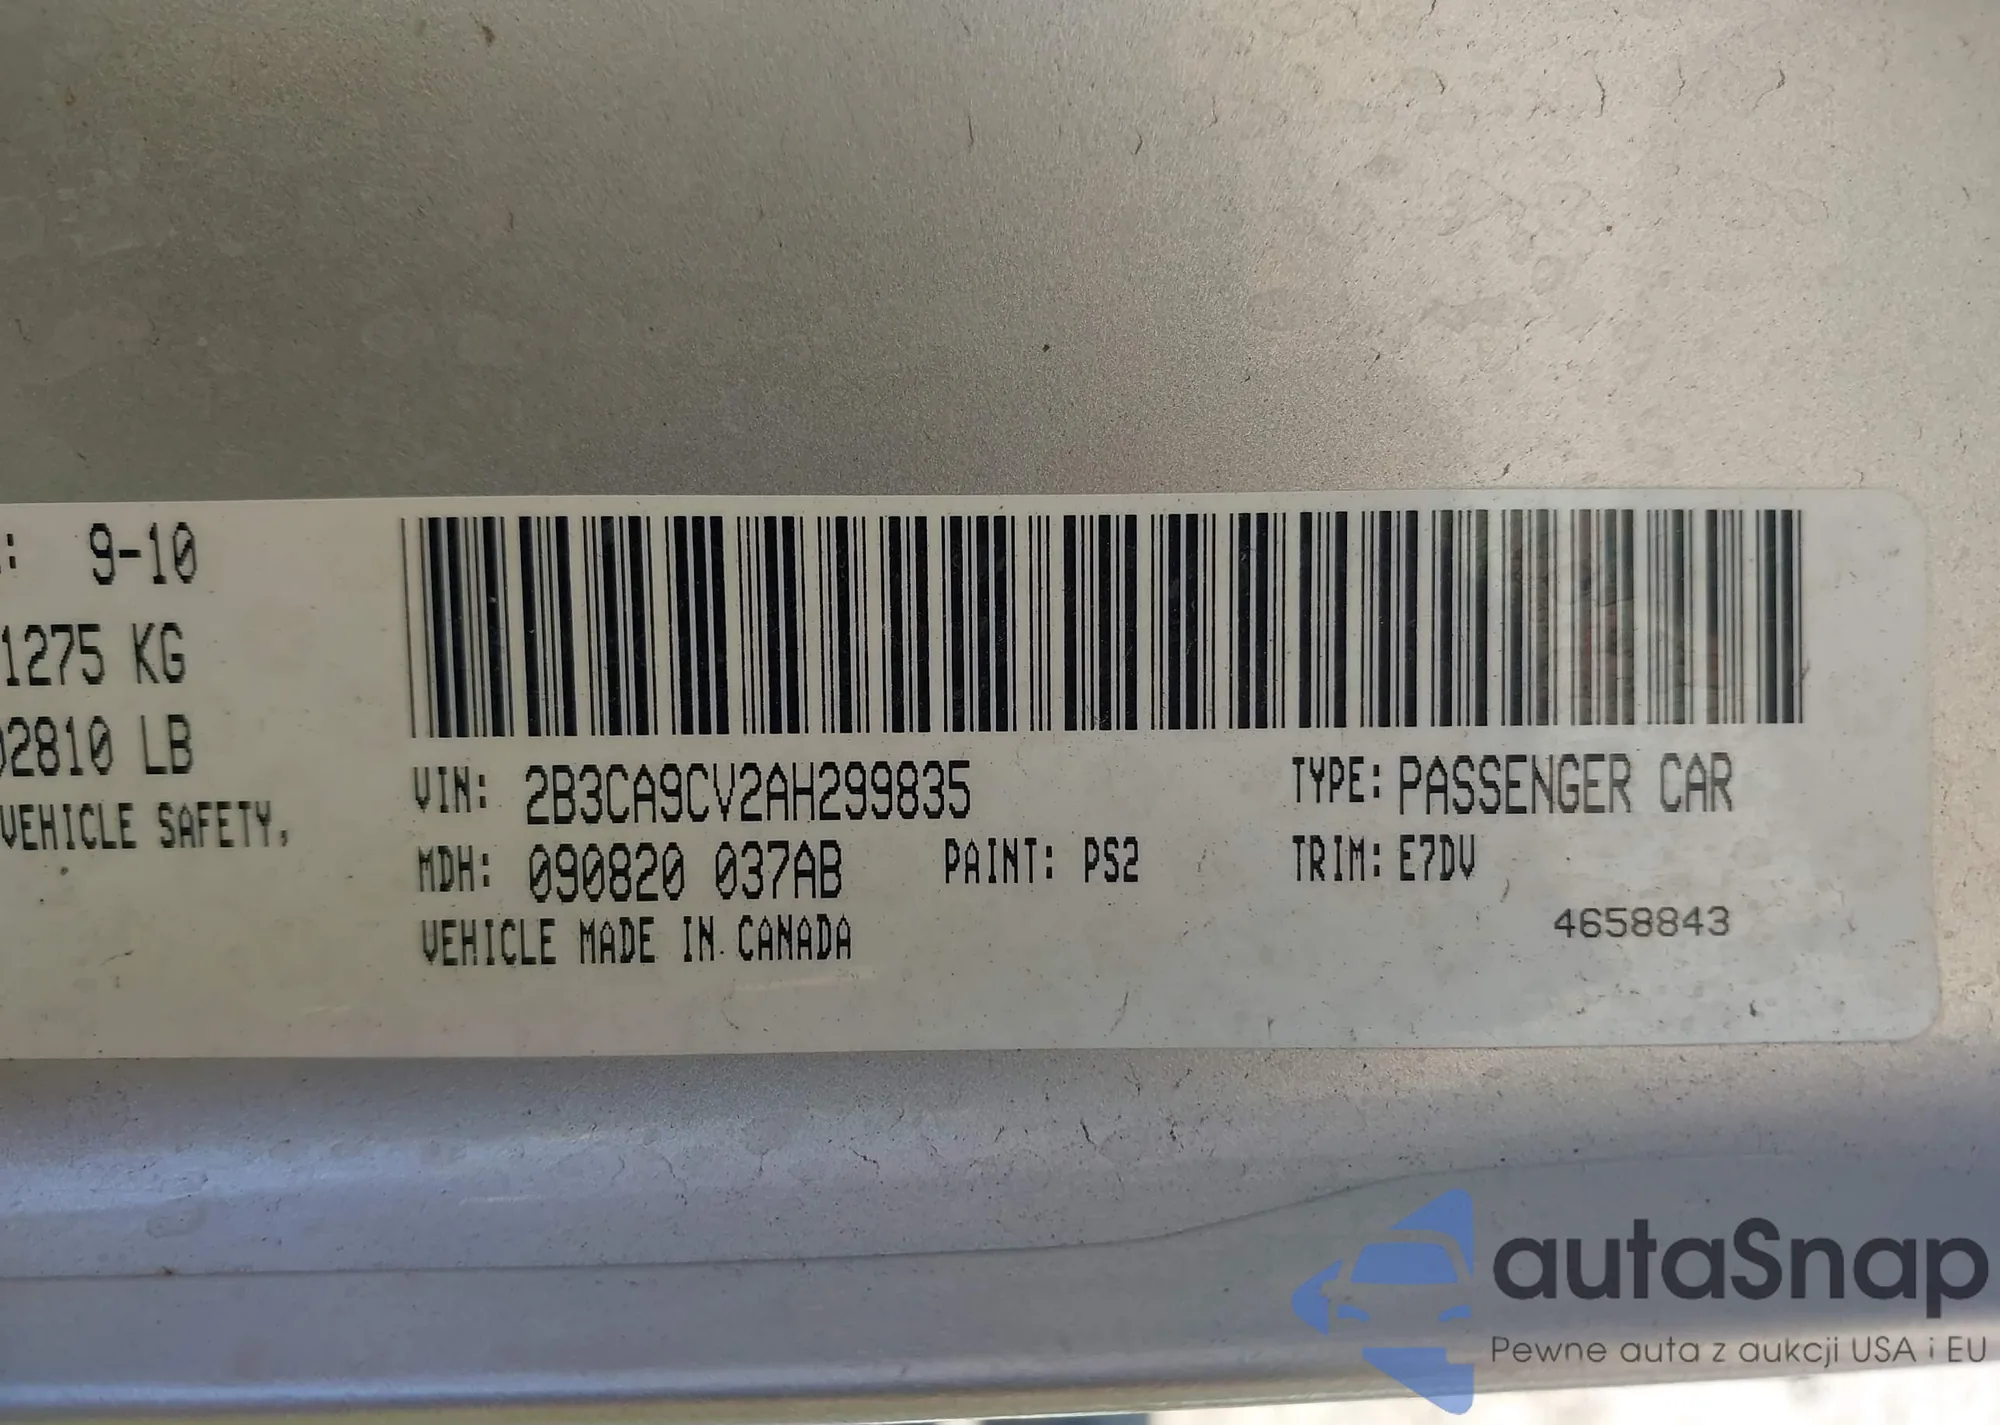 : 9-10
1275 KG
02810 LB
VEHICLE SAFETY,
VIN: 2B3CA9CV2AH299835
TYPE: PASSENGER CAR
MDH: 090820 037AB
PAINT: PS2
TRIM: E7DV
VEHICLE MADE IN CANADA
4658843
autaSnap
Pewne auta z aukcji USA i EU